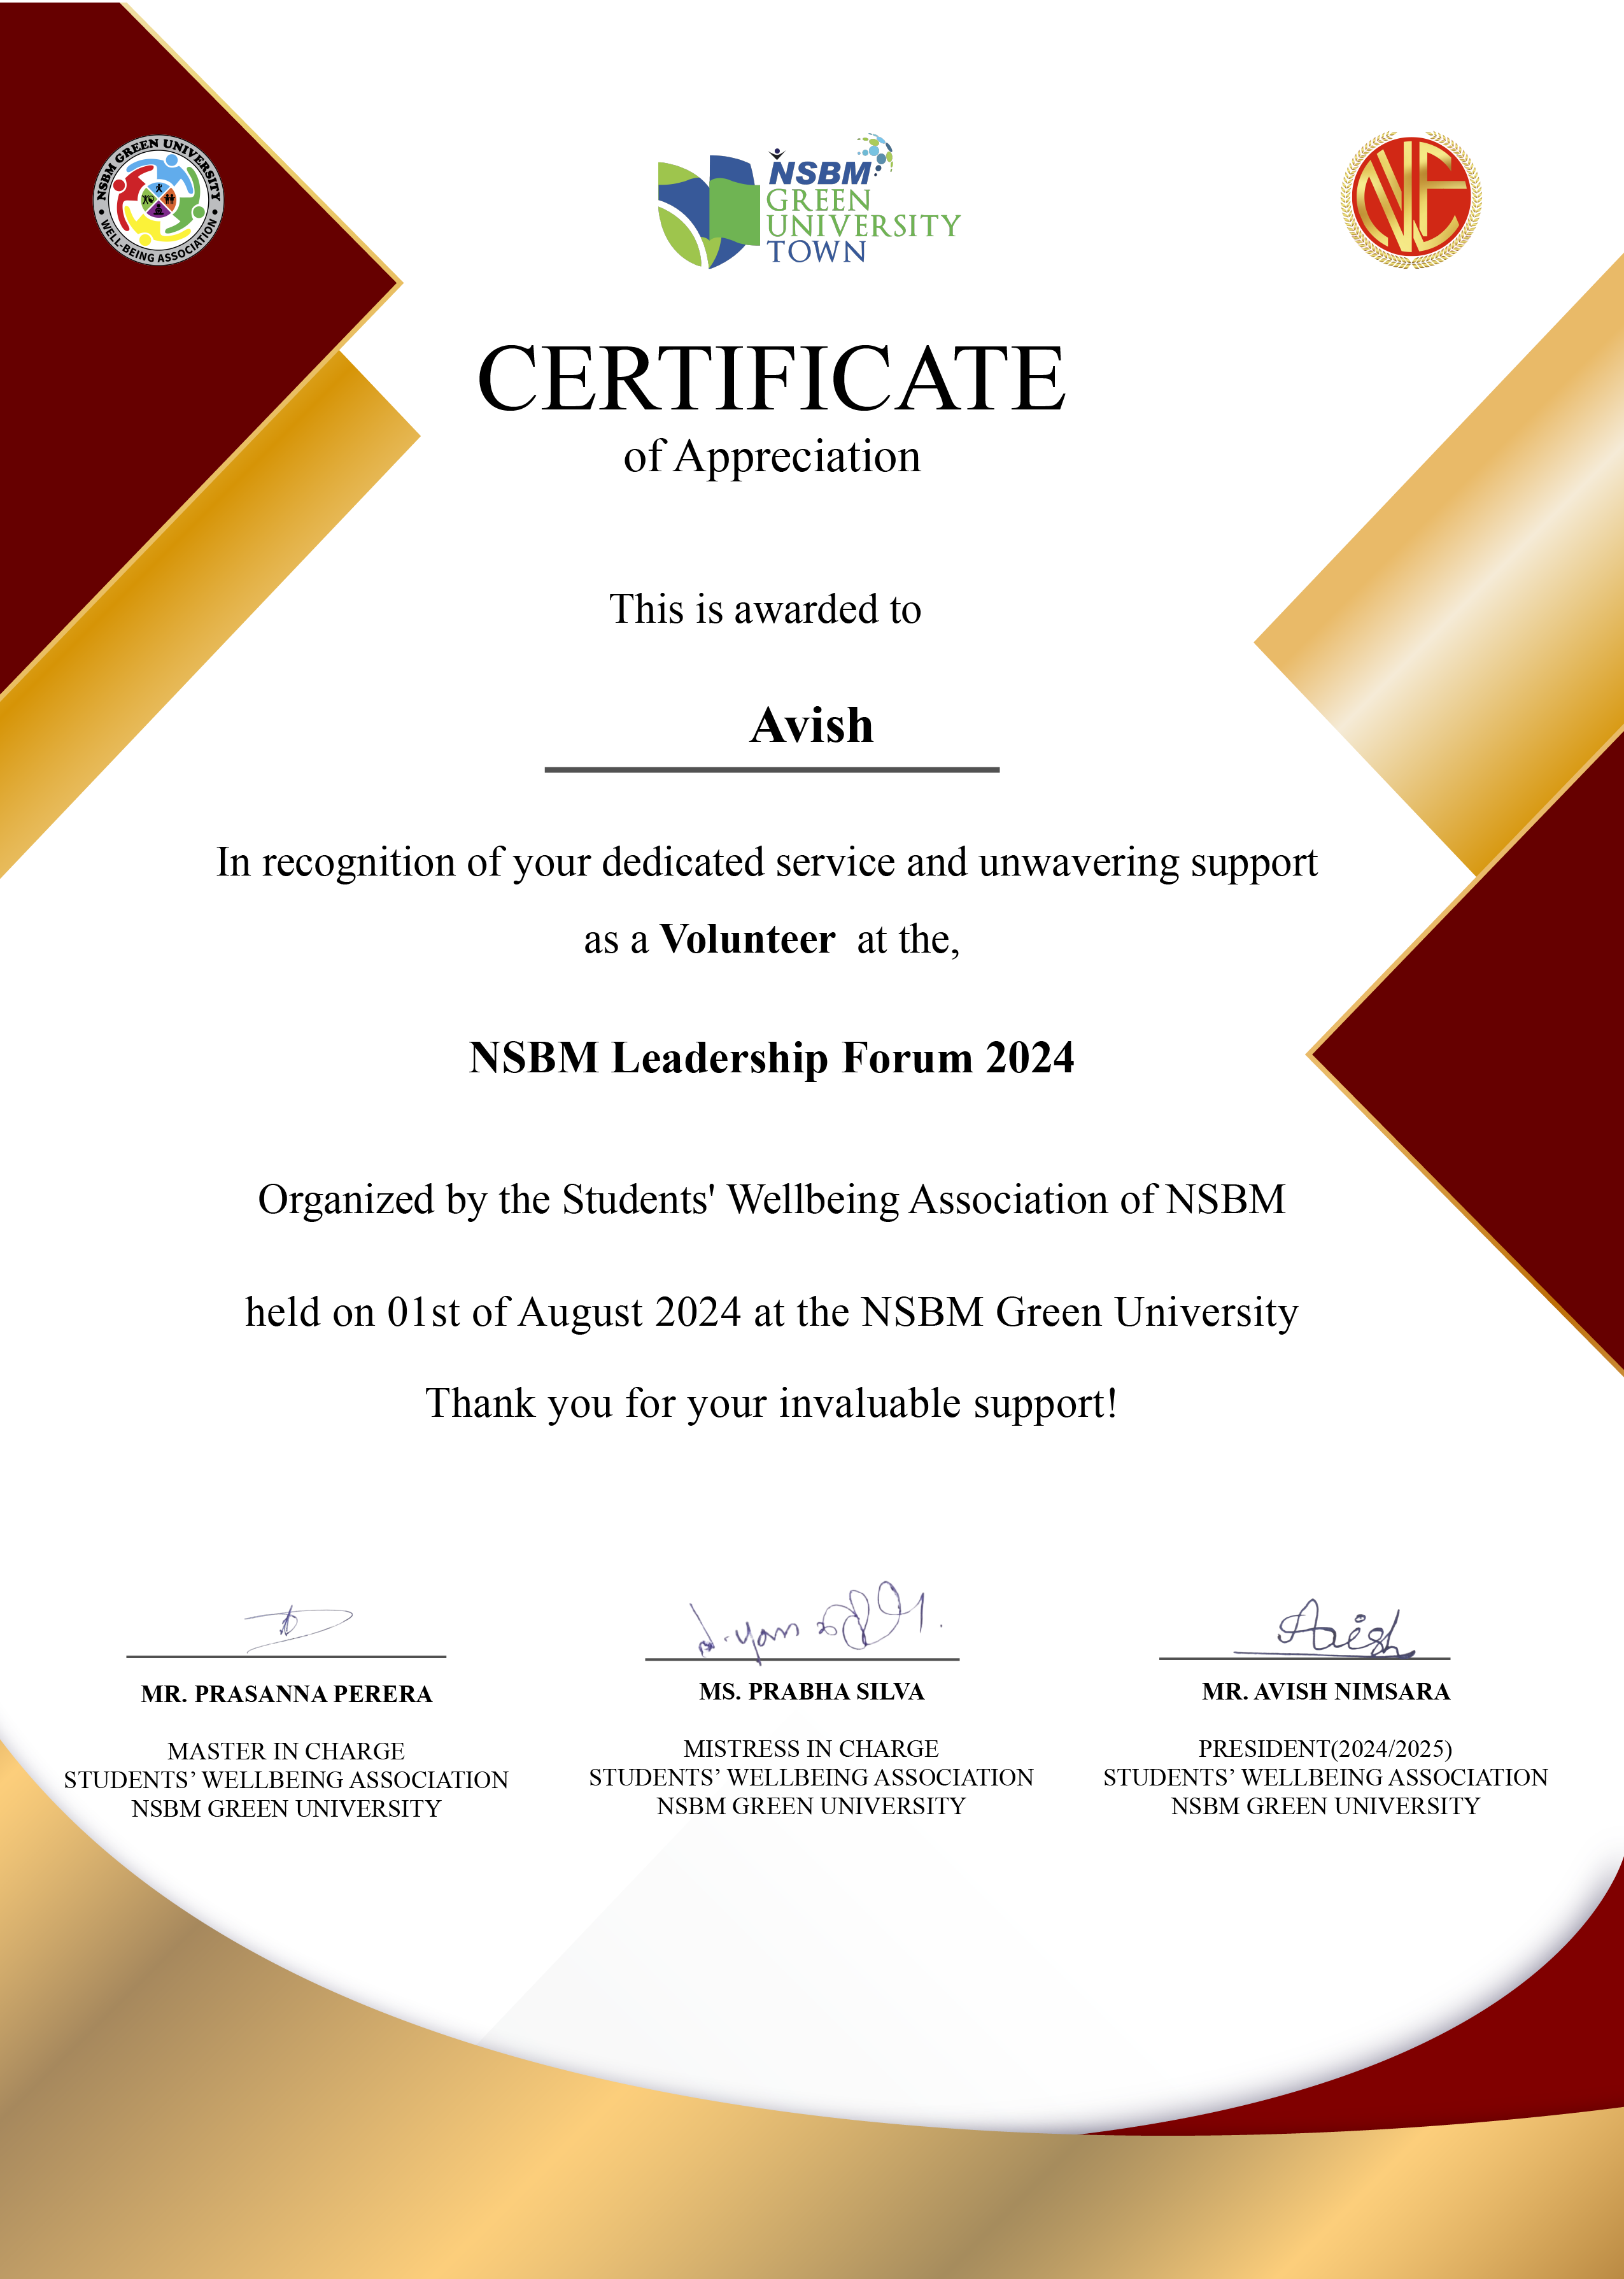 NSBM GREEN UNIVERSITY
• WELL-BEING ASSOCIATION •
NSBM
GREEN
UNIVERSITY
TOWN
CERTIFICATE
of Appreciation
This is awarded to
Avish
In recognition of your dedicated service and unwavering support
as a Volunteer at the,
NSBM Leadership Forum 2024
Organized by the Students' Wellbeing Association of NSBM
held on 01st of August 2024 at the NSBM Green University
Thank you for your invaluable support!
Avish
MR. PRASANNA PERERA
MASTER IN CHARGE
STUDENTS’ WELLBEING ASSOCIATION
NSBM GREEN UNIVERSITY
MS. PRABHA SILVA
MISTRESS IN CHARGE
STUDENTS’ WELLBEING ASSOCIATION
NSBM GREEN UNIVERSITY
MR. AVISH NIMSARA
PRESIDENT(2024/2025)
STUDENTS’ WELLBEING ASSOCIATION
NSBM GREEN UNIVERSITY